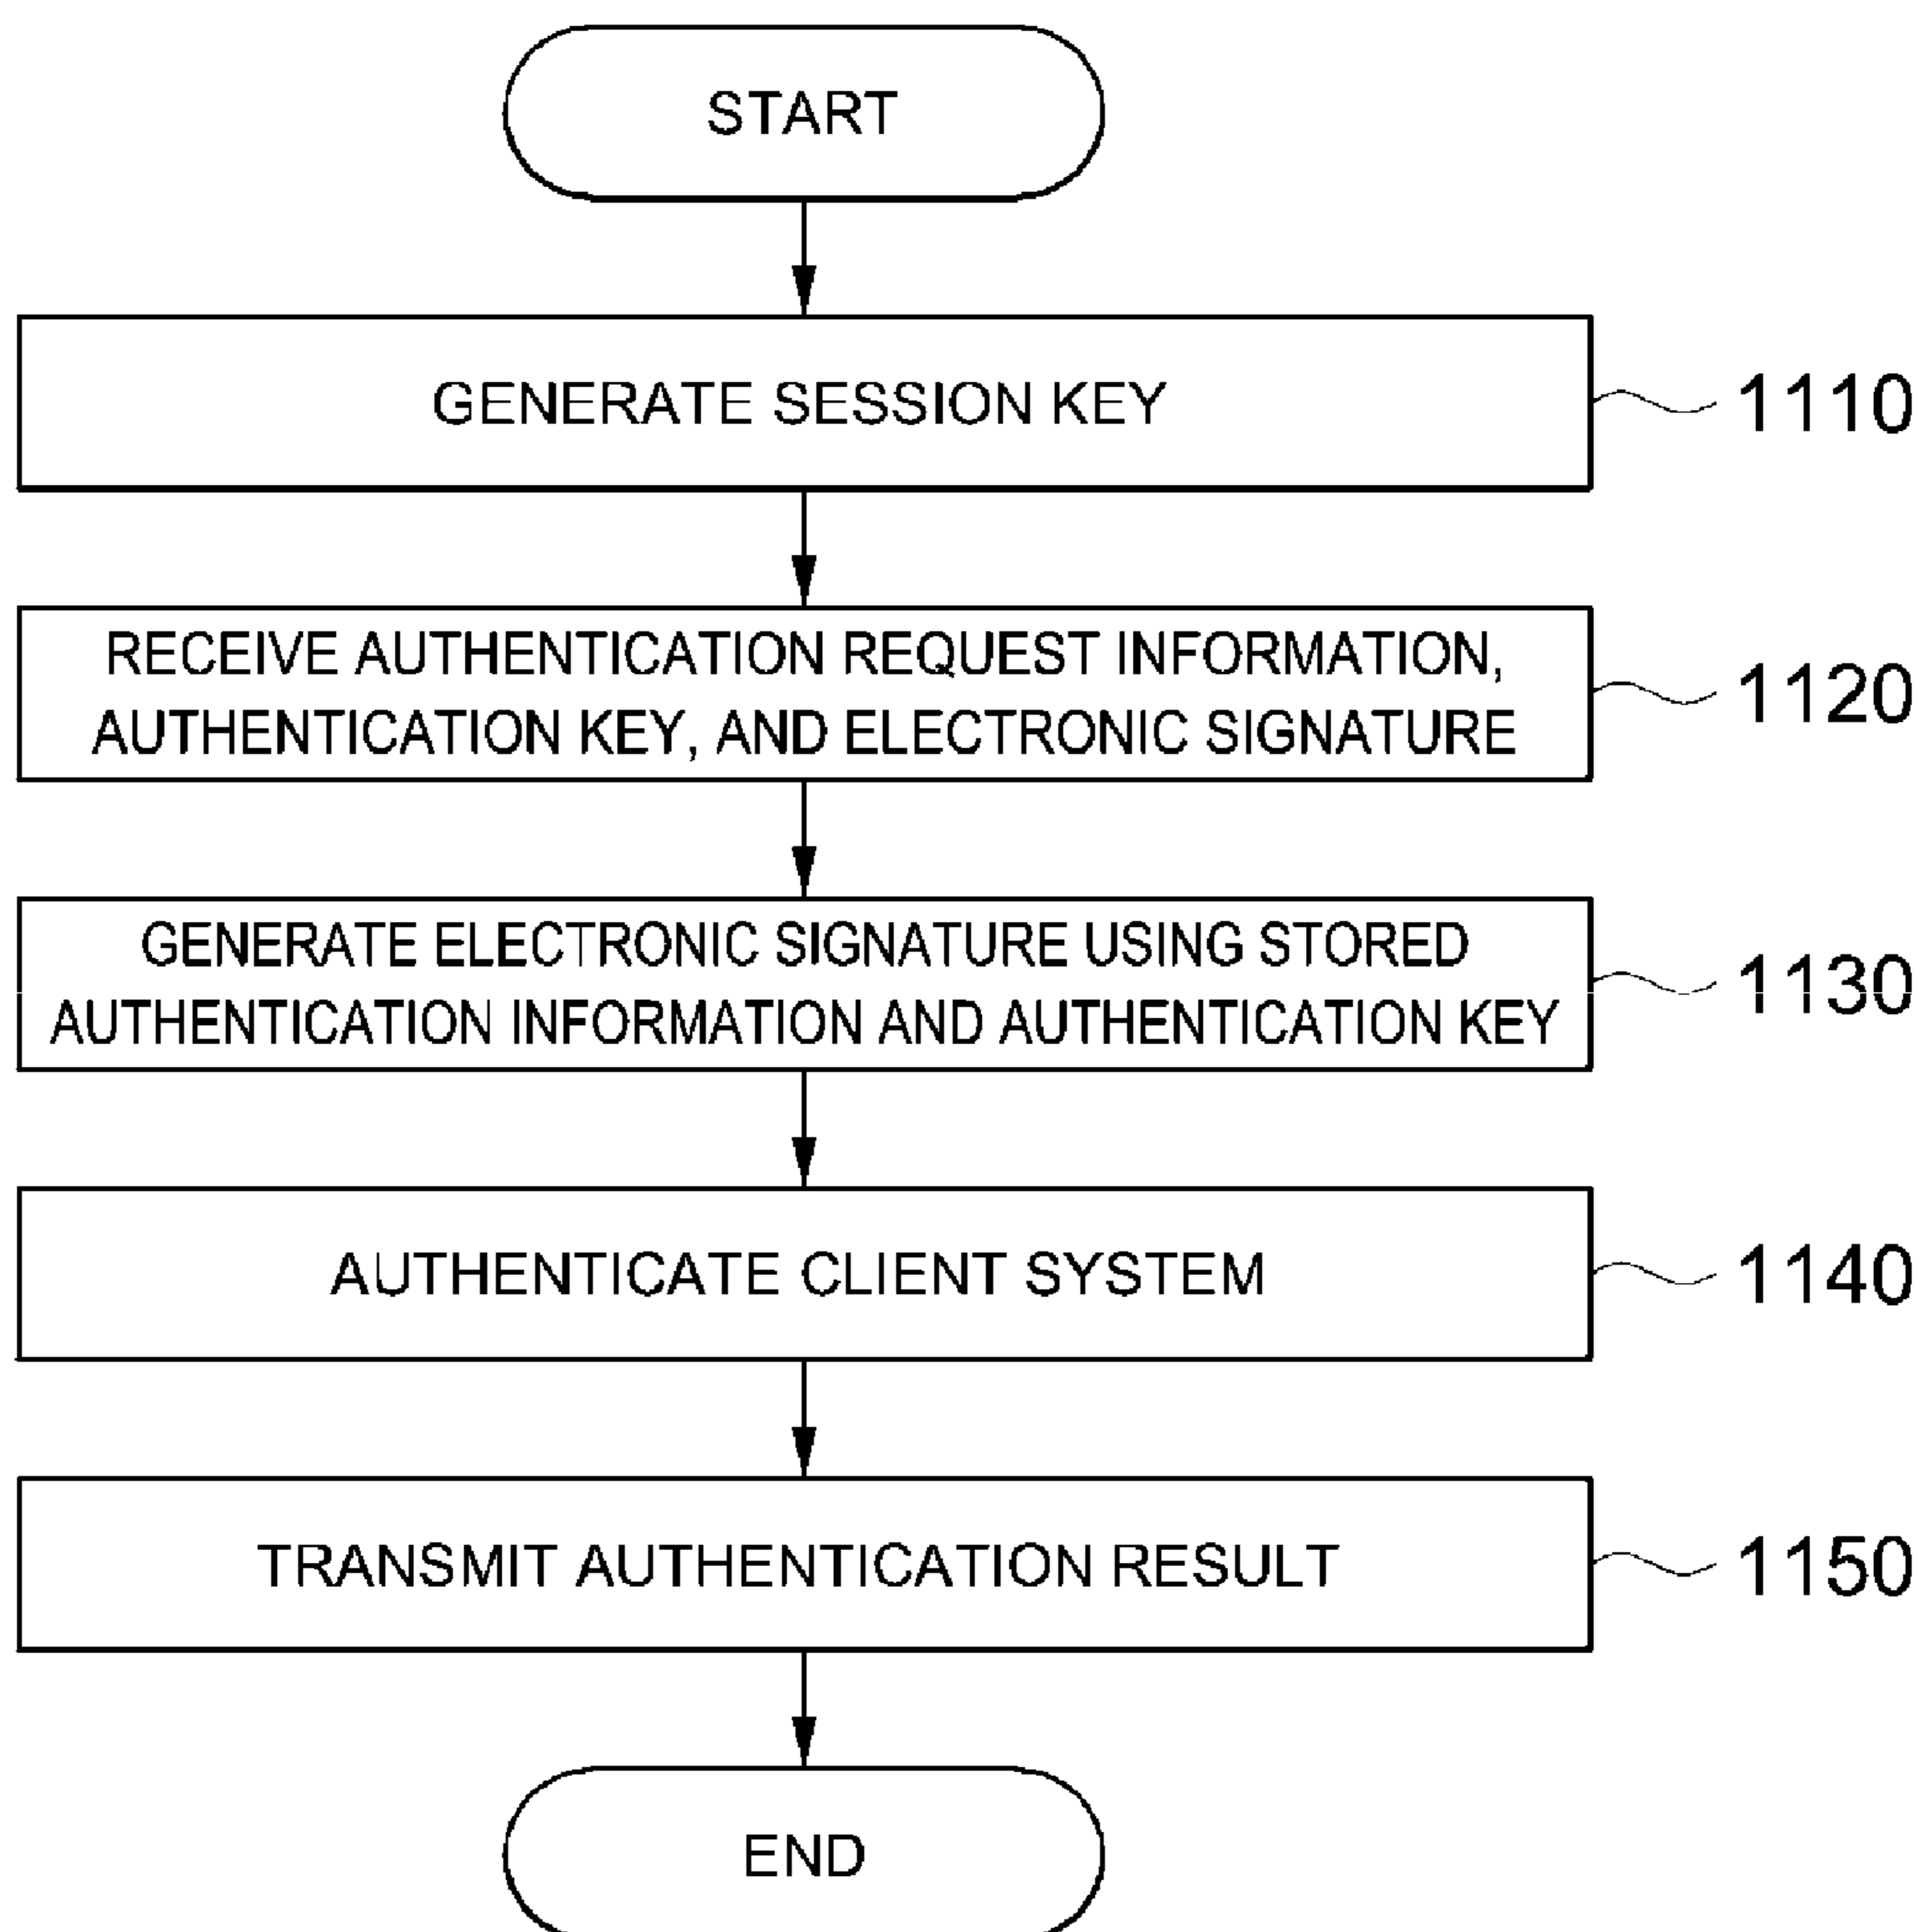 START
GENERATE SESSION KEY
1110
RECEIVE AUTHENTICATION REQUEST INFORMATION,
AUTHENTICATION KEY, AND ELECTRONIC SIGNATURE
1120
GENERATE ELECTRONIC SIGNATURE USING STORED
AUTHENTICATION INFORMATION AND AUTHENTICATION KEY
1130
AUTHENTICATE CLIENT SYSTEM
1140
TRANSMIT AUTHENTICATION RESULT
1150
END